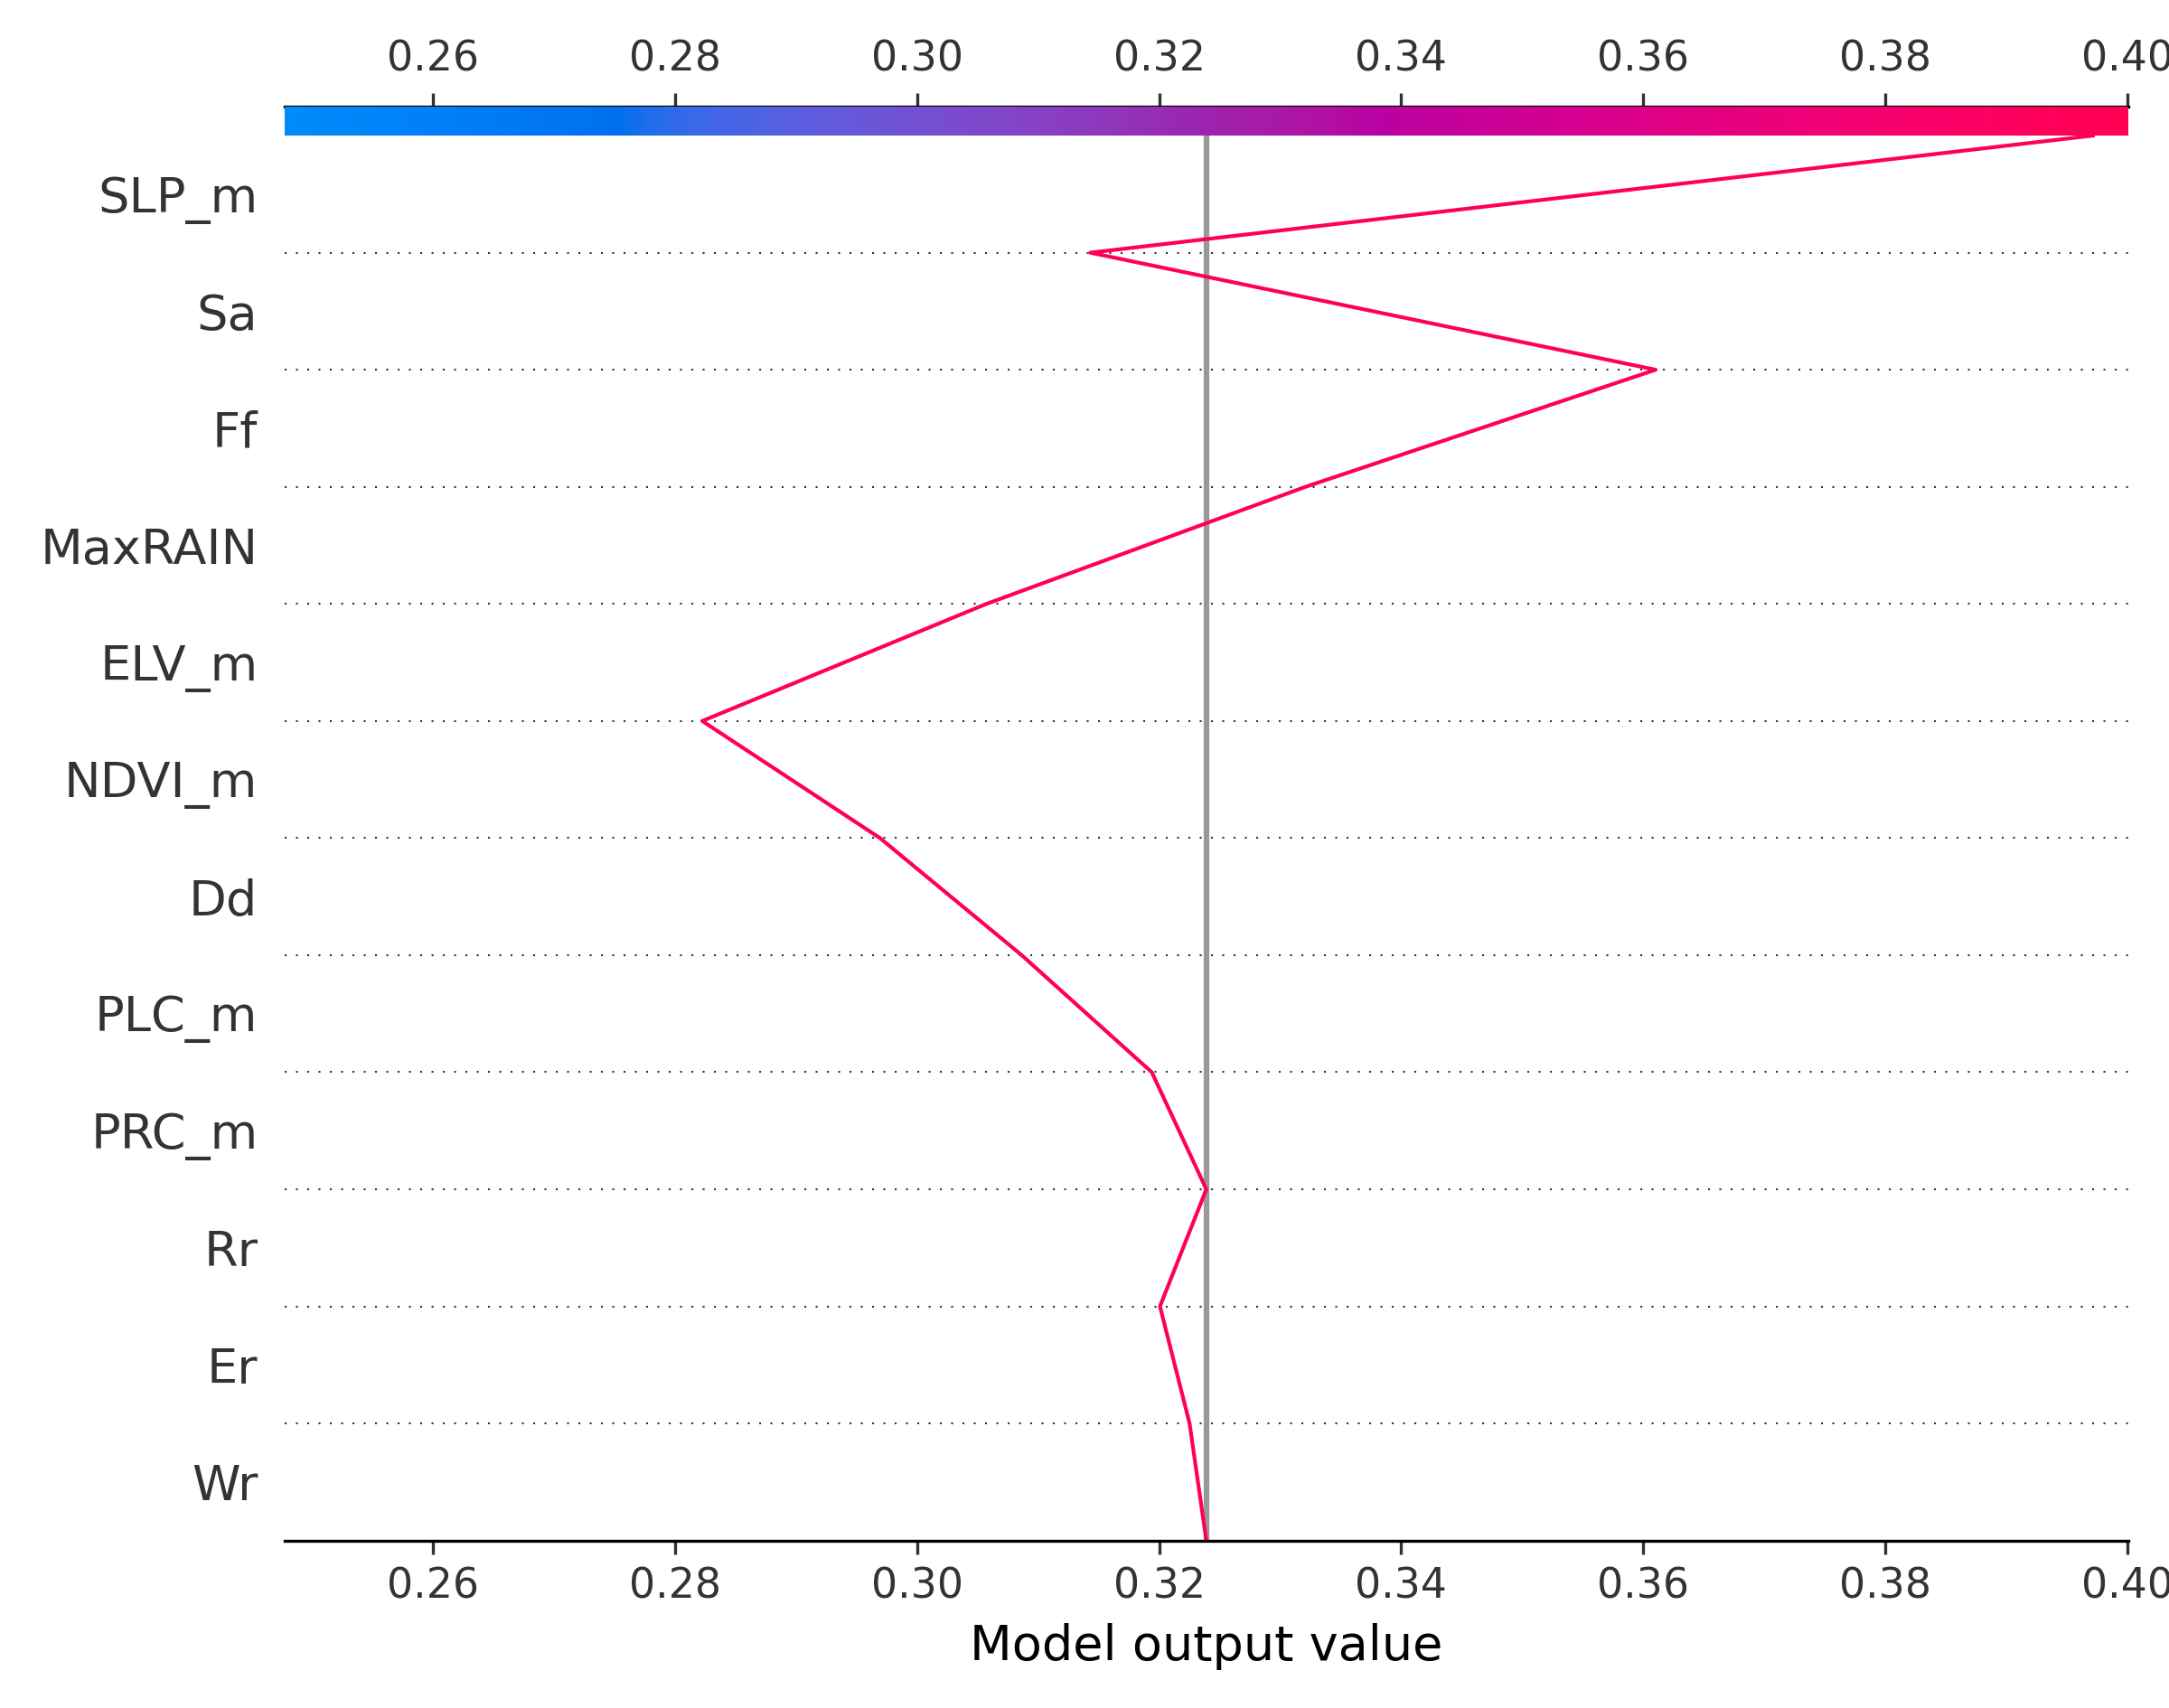 0.26 0.28 0.30 0.32 0.34 0.36 0.38 0.40
SLP_m
Sa
Ff
MaxRAIN
ELV_m
NDVI_m
Dd
PLC_m
PRC_m
Rr
Er
Wr
0.26 0.28 0.30 0.32 0.34 0.36 0.38 0.40
Model output value